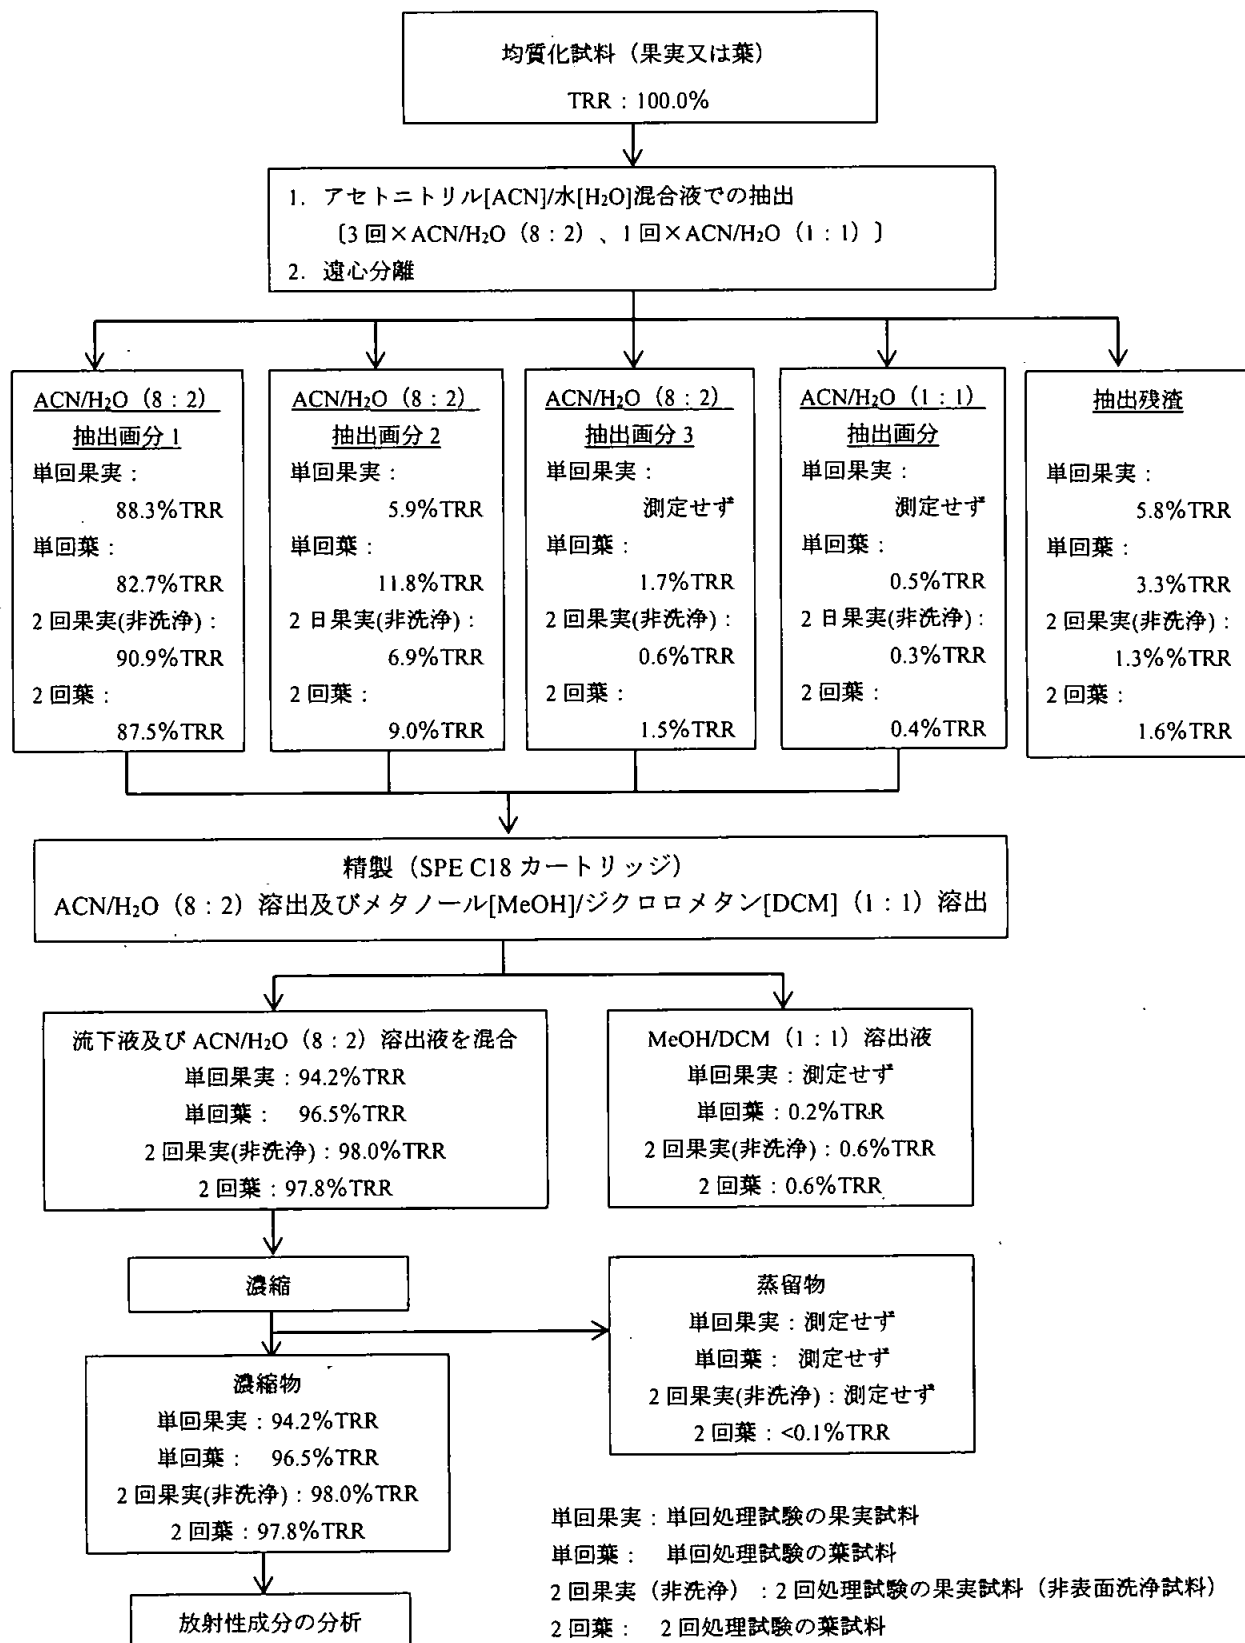 均質化試料（果実又は葉）
TRR：100.0%
1. アセトニトリル[ACN]/水[H₂O]混合液での抽出
〔3回×ACN/H₂O（8：2）、1回×ACN/H₂O（1：1）〕
2. 遠心分離
ACN/H₂O（8：2）
抽出画分1
単回果実：
88.3%TRR
単回葉：
82.7%TRR
2回果実(非洗浄)：
90.9%TRR
2回葉：
87.5%TRR
ACN/H₂O（8：2）
抽出画分2
単回果実：
5.9%TRR
単回葉：
11.8%TRR
2日果実(非洗浄)：
6.9%TRR
2回葉：
9.0%TRR
ACN/H₂O（8：2）
抽出画分3
単回果実：
測定せず
単回葉：
1.7%TRR
2回果実(非洗浄)：
0.6%TRR
2回葉：
1.5%TRR
ACN/H₂O（1：1）
抽出画分
単回果実：
測定せず
単回葉：
0.5%TRR
2日果実(非洗浄)：
0.3%TRR
2回葉：
0.4%TRR
抽出残渣
単回果実：
5.8%TRR
単回葉：
3.3%TRR
2回果実(非洗浄)：
1.3%%TRR
2回葉：
1.6%TRR
精製（SPE C18 カートリッジ）
ACN/H₂O（8：2）溶出及びメタノール[MeOH]/ジクロロメタン[DCM]（1：1）溶出
流下液及び ACN/H₂O（8：2）溶出液を混合
単回果実：94.2%TRR
単回葉： 96.5%TRR
2回果実(非洗浄)：98.0%TRR
2回葉：97.8%TRR
MeOH/DCM（1：1）溶出液
単回果実：測定せず
単回葉：0.2%TRR
2回果実(非洗浄)：0.6%TRR
2回葉：0.6%TRR
濃縮
蒸留物
単回果実：測定せず
単回葉： 測定せず
2回果実(非洗浄)：測定せず
2回葉：<0.1%TRR
濃縮物
単回果実：94.2%TRR
単回葉： 96.5%TRR
2回果実(非洗浄)：98.0%TRR
2回葉：97.8%TRR
放射性成分の分析
単回果実：単回処理試験の果実試料
単回葉： 単回処理試験の葉試料
2回果実（非洗浄）：2回処理試験の果実試料（非表面洗浄試料）
2回葉： 2回処理試験の葉試料